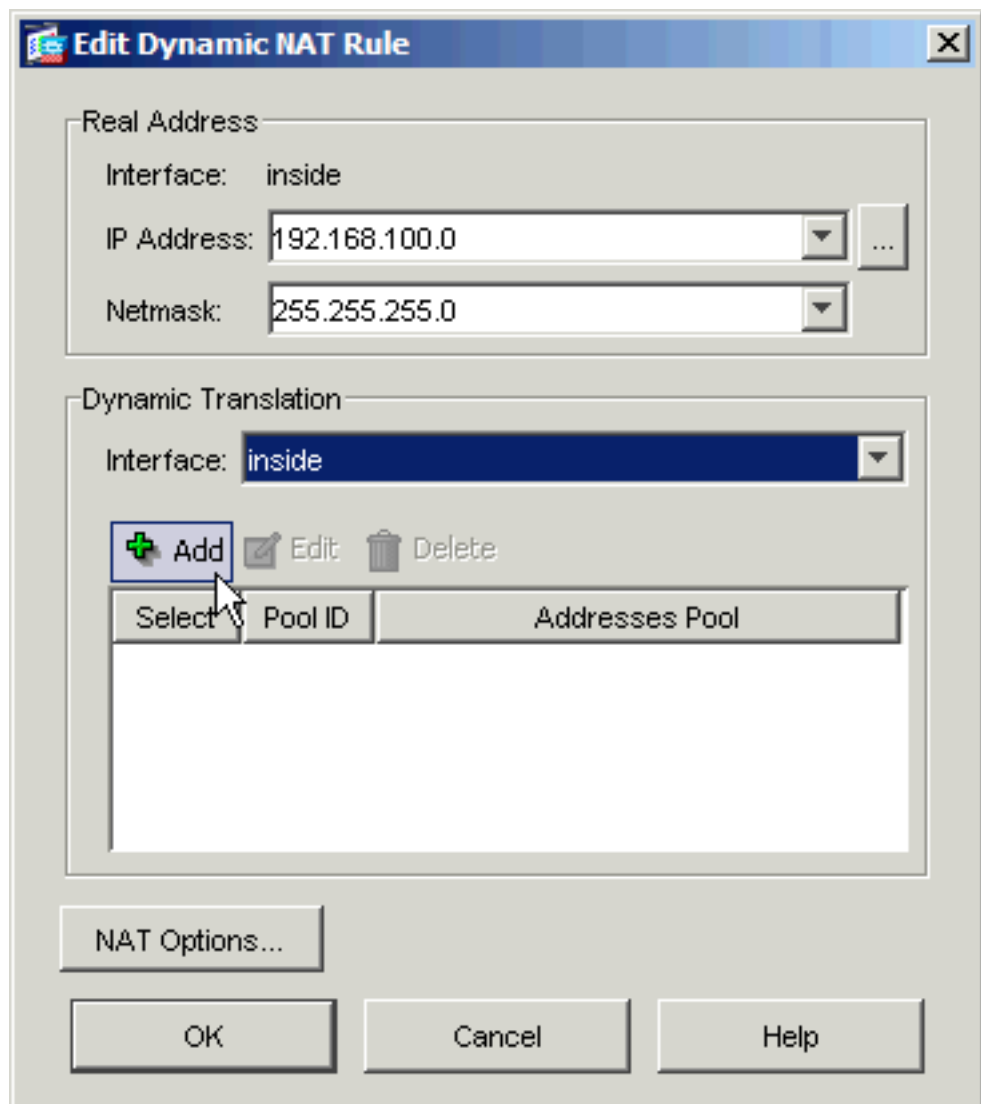 Edit Dynamic NAT Rule
Real Address
Interface: inside
IP Address: 192.168.100.0 ...
Netmask: 255.255.255.0
Dynamic Translation
Interface: inside
Add Edit Delete
Select Pool ID Addresses Pool
NAT Options...
OK Cancel Help